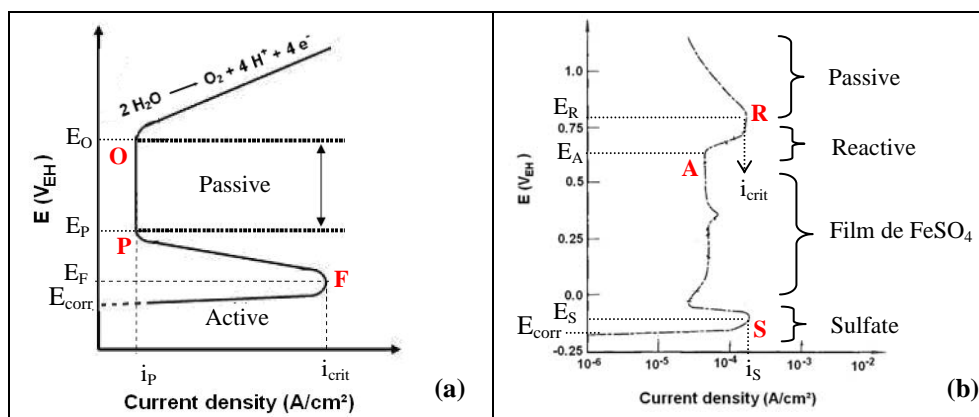 2 H₂O — O₂ + 4 H⁺ + 4 e⁻
E_O
O
Passive
E_P
P
E_F
F
E_corr
Active
E (V_EH)
i_P
i_crit
(a)
Current density (A/cm²)
1.0
Passive
E_R
R
0.75
Reactive
E_A
A
i_crit
0.5
E (V_EH)
Film de FeSO₄
0.25
0.0
E_S
S
Sulfate
E_corr
-0.25
10⁻⁶
10⁻⁵
10⁻⁴
10⁻³
10⁻²
i_S
(b)
Current density (A/cm²)